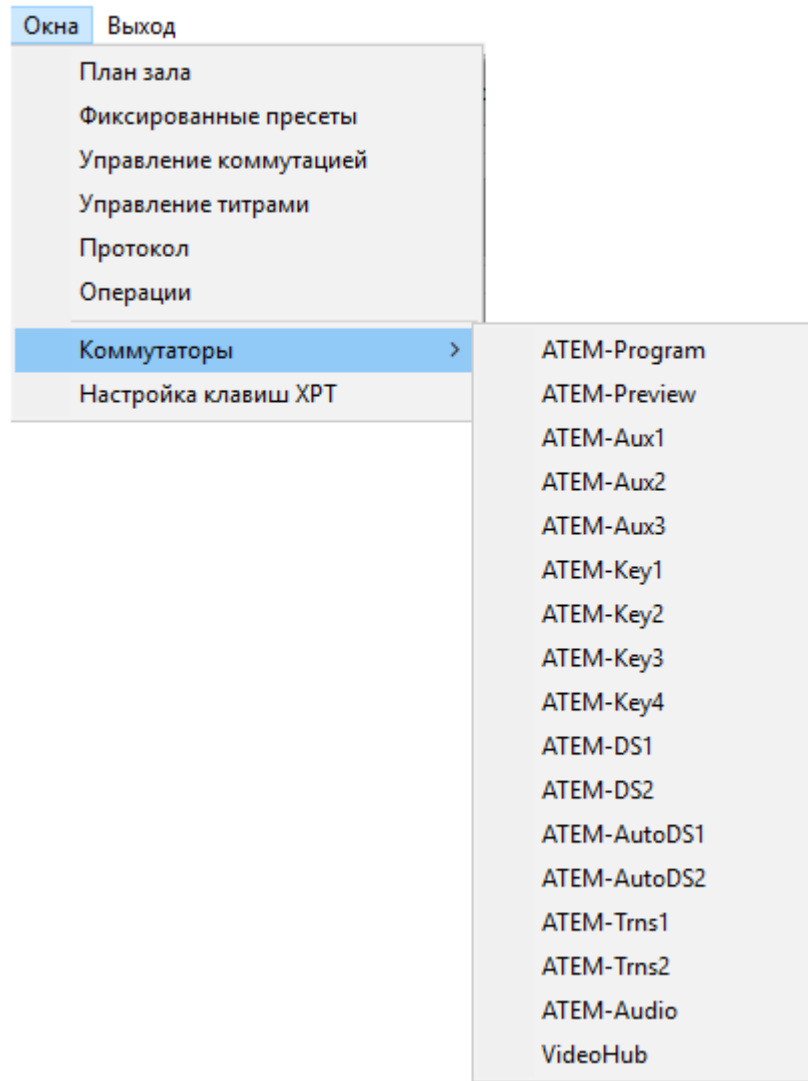 Окна Выход
План зала
Фиксированные пресеты
Управление коммутацией
Управление титрами
Протокол
Операции
Коммутаторы
Настройка клавиш XPT
ATEM-Program
ATEM-Preview
ATEM-Aux1
ATEM-Aux2
ATEM-Aux3
ATEM-Key1
ATEM-Key2
ATEM-Key3
ATEM-Key4
ATEM-DS1
ATEM-DS2
ATEM-AutoDS1
ATEM-AutoDS2
ATEM-Trns1
ATEM-Trns2
ATEM-Audio
VideoHub